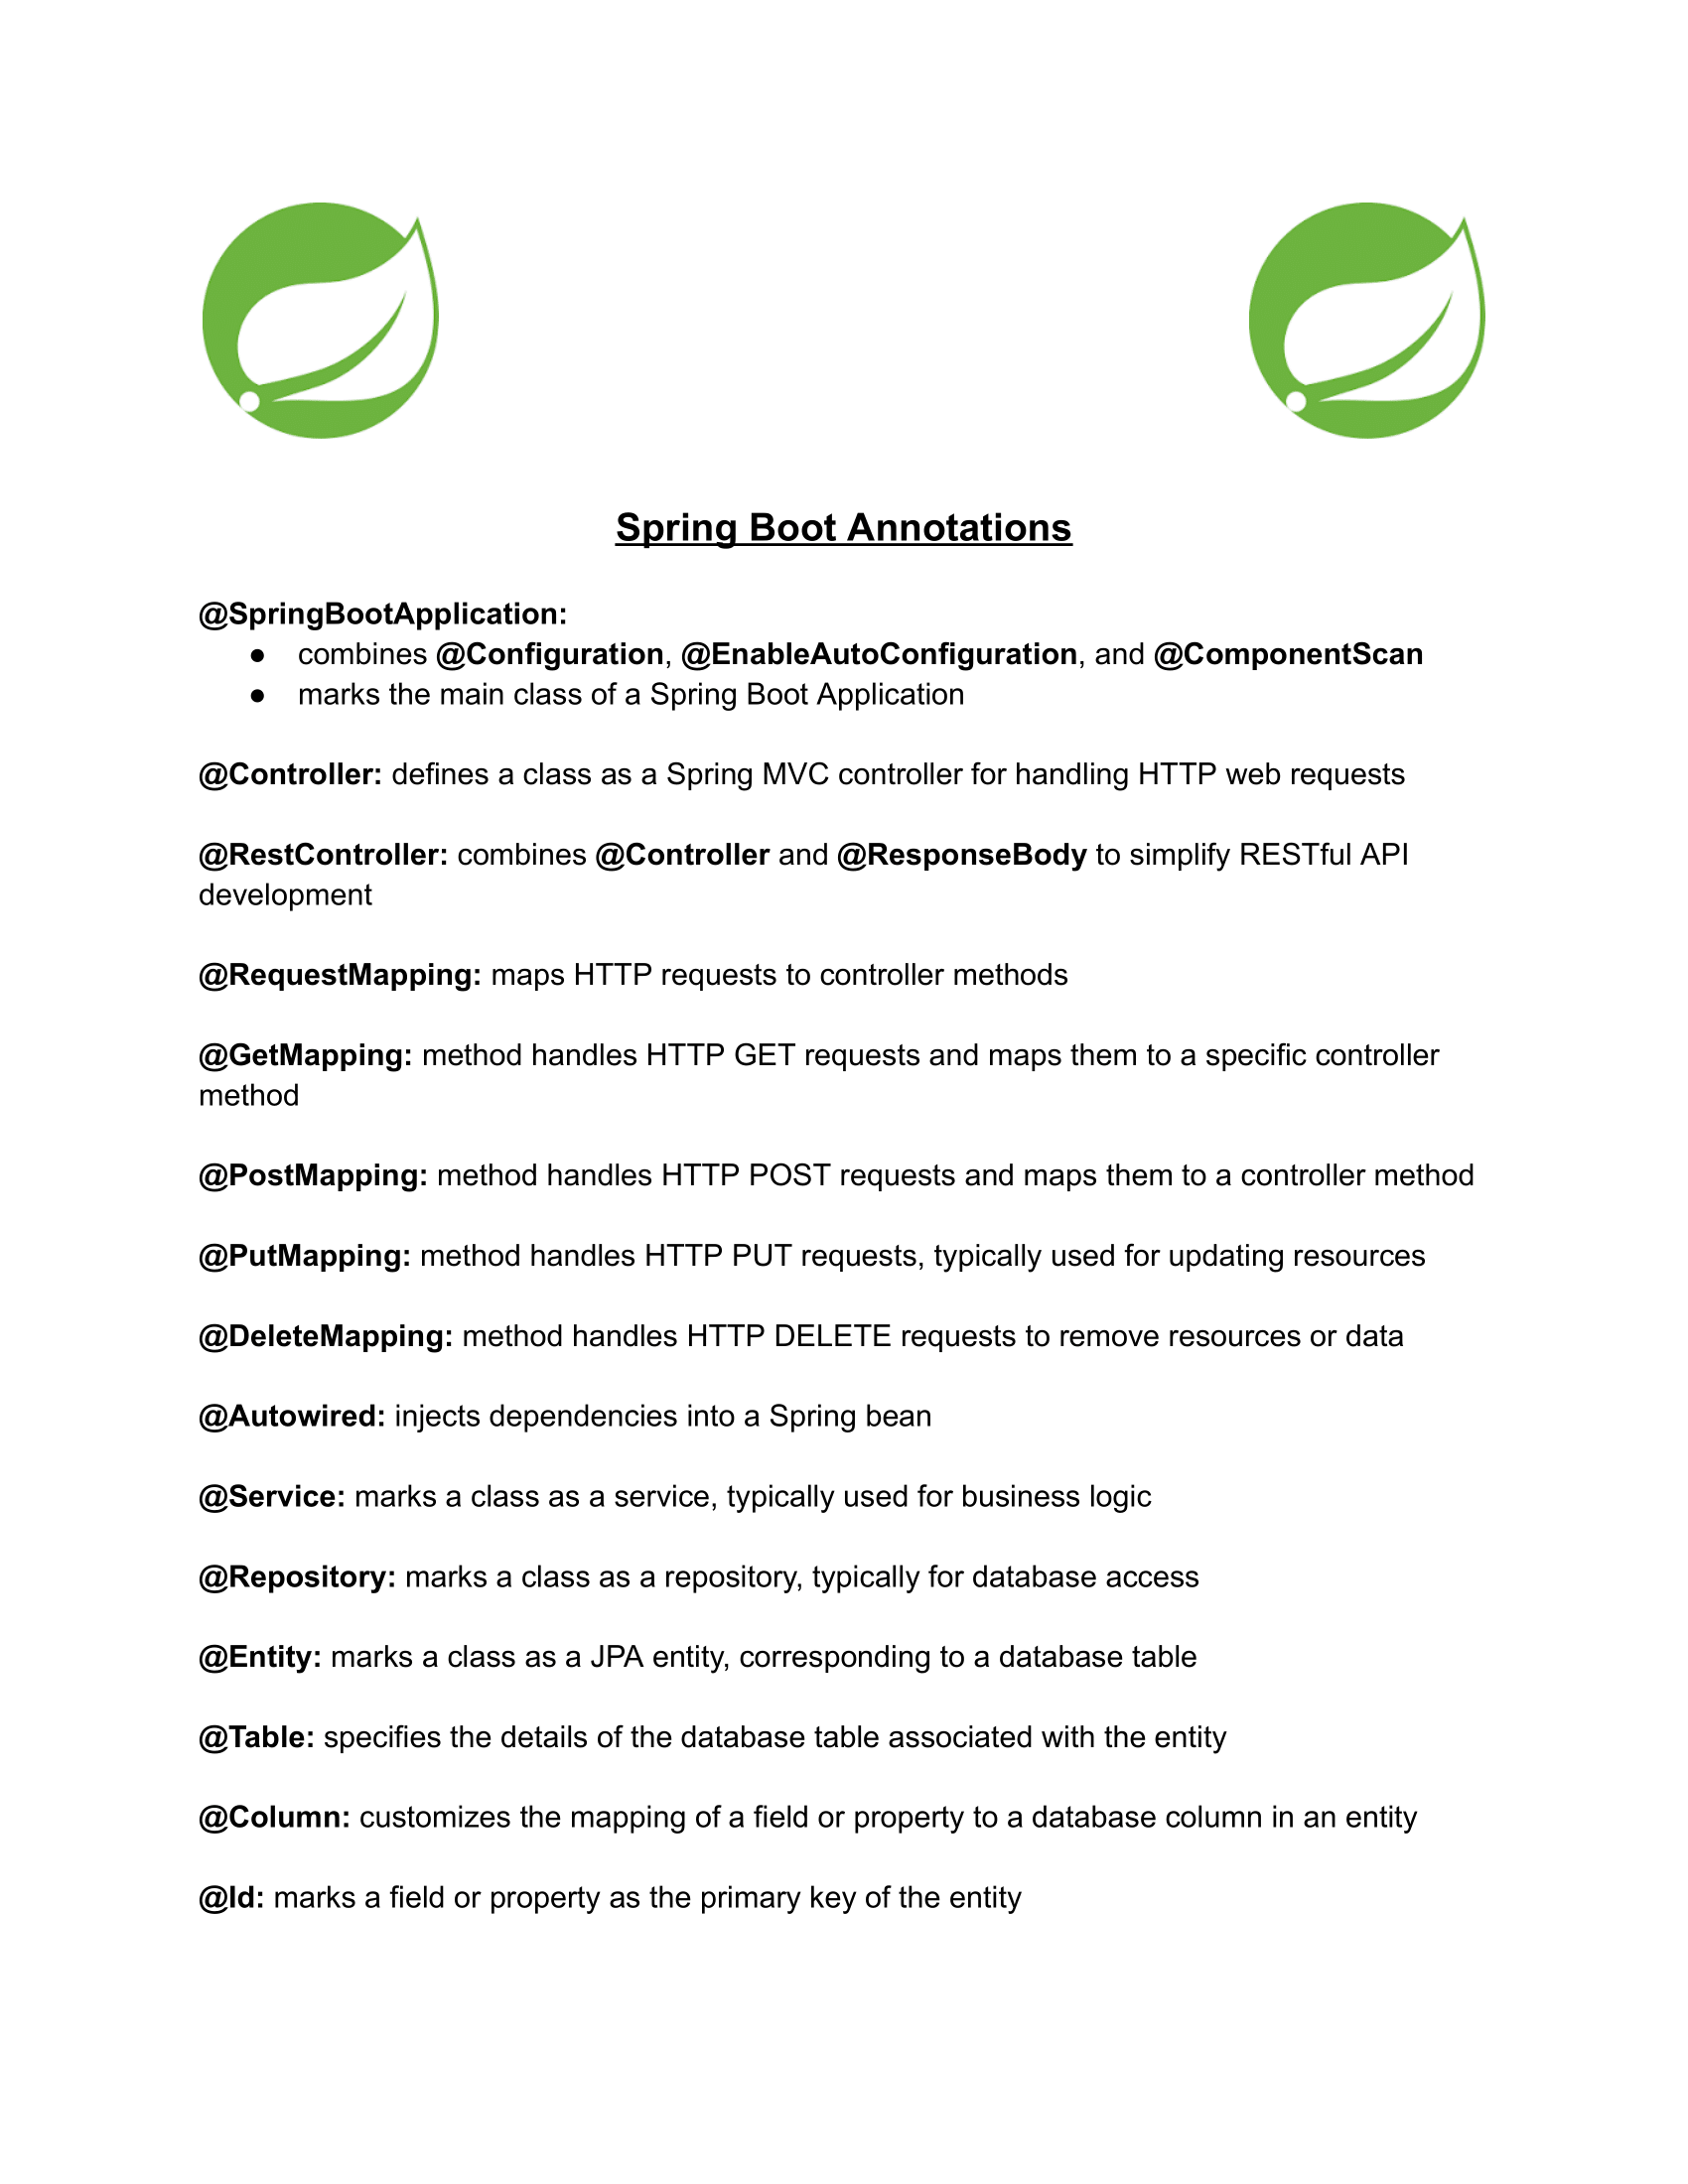 Spring Boot Annotations
@SpringBootApplication:
● combines @Configuration, @EnableAutoConfiguration, and @ComponentScan
● marks the main class of a Spring Boot Application
@Controller: defines a class as a Spring MVC controller for handling HTTP web requests
@RestController: combines @Controller and @ResponseBody to simplify RESTful API
development
@RequestMapping: maps HTTP requests to controller methods
@GetMapping: method handles HTTP GET requests and maps them to a specific controller
method
@PostMapping: method handles HTTP POST requests and maps them to a controller method
@PutMapping: method handles HTTP PUT requests, typically used for updating resources
@DeleteMapping: method handles HTTP DELETE requests to remove resources or data
@Autowired: injects dependencies into a Spring bean
@Service: marks a class as a service, typically used for business logic
@Repository: marks a class as a repository, typically for database access
@Entity: marks a class as a JPA entity, corresponding to a database table
@Table: specifies the details of the database table associated with the entity
@Column: customizes the mapping of a field or property to a database column in an entity
@Id: marks a field or property as the primary key of the entity